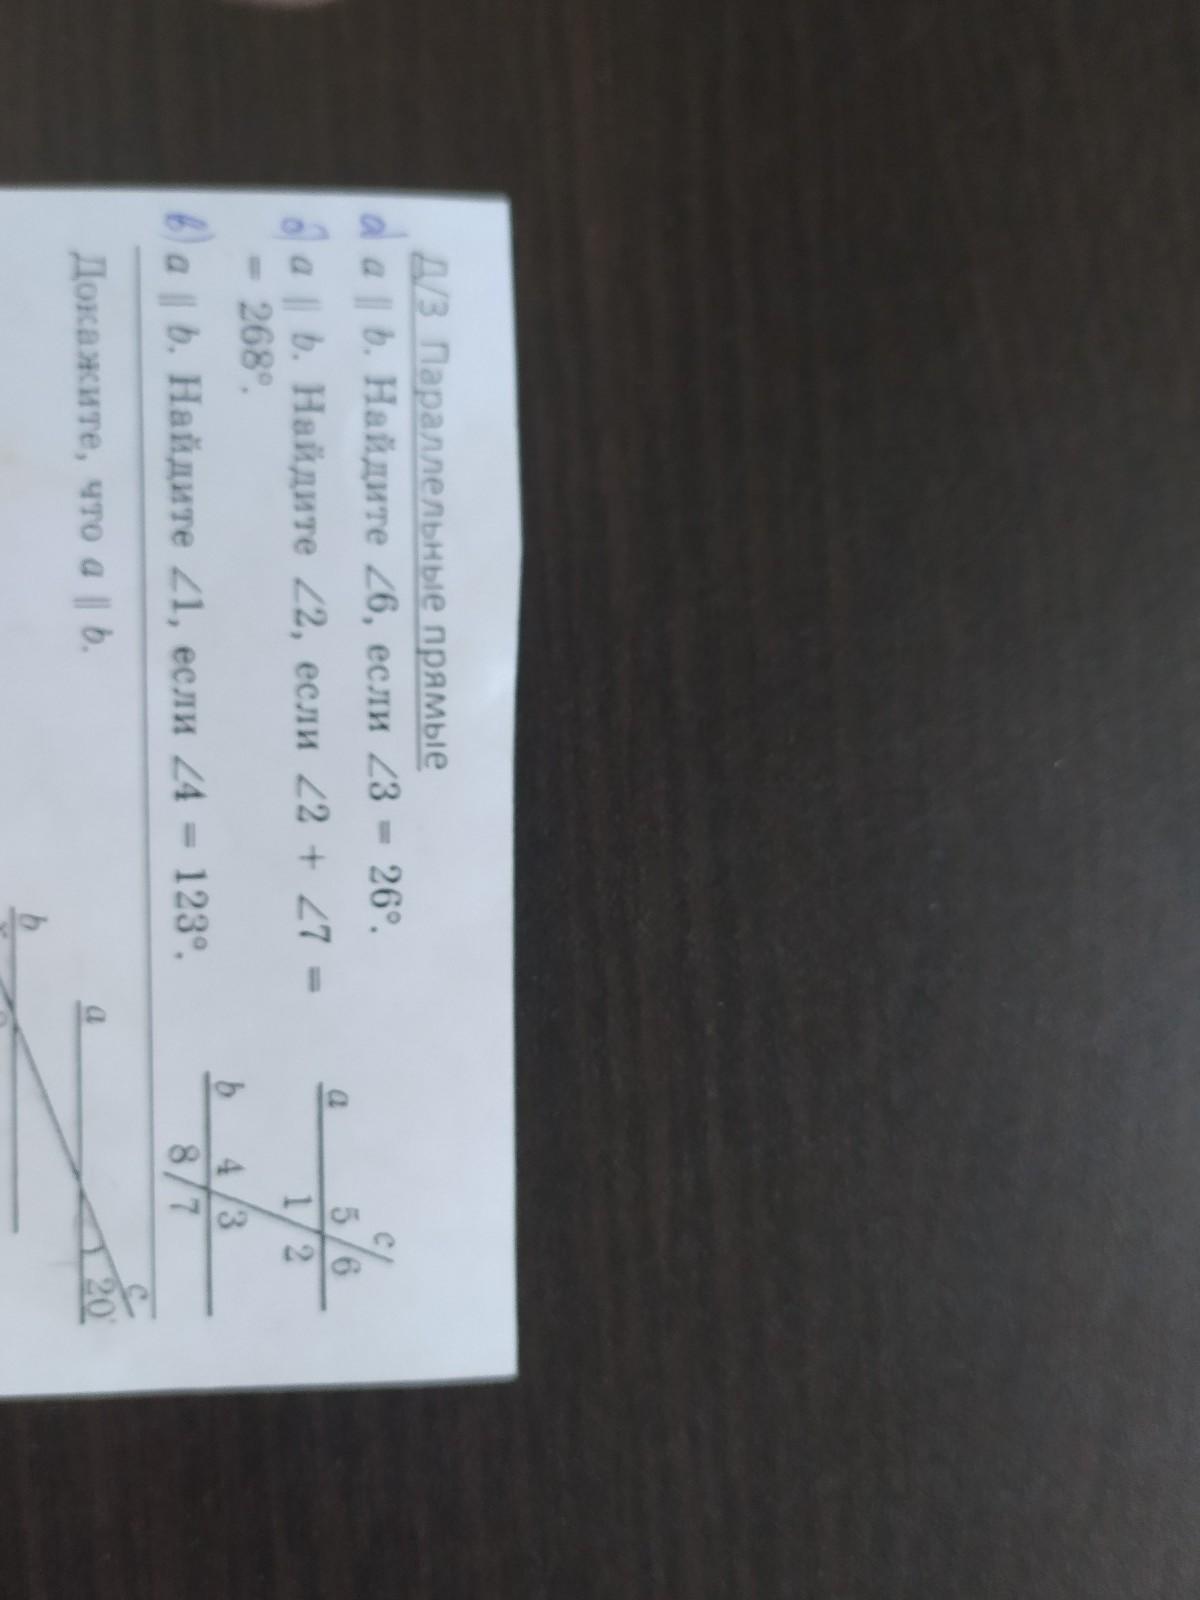 Д/З Параллельные прямые
а) a || b. Найдите ∠6, если ∠3 = 26°.
б) a || b. Найдите ∠2, если ∠2 + ∠7 =
= 268°.
в) a || b. Найдите ∠1, если ∠4 = 123°.
c
a 5 6
1 2
b 4 3
8 7
Докажите, что a || b.
c
a 20°
b